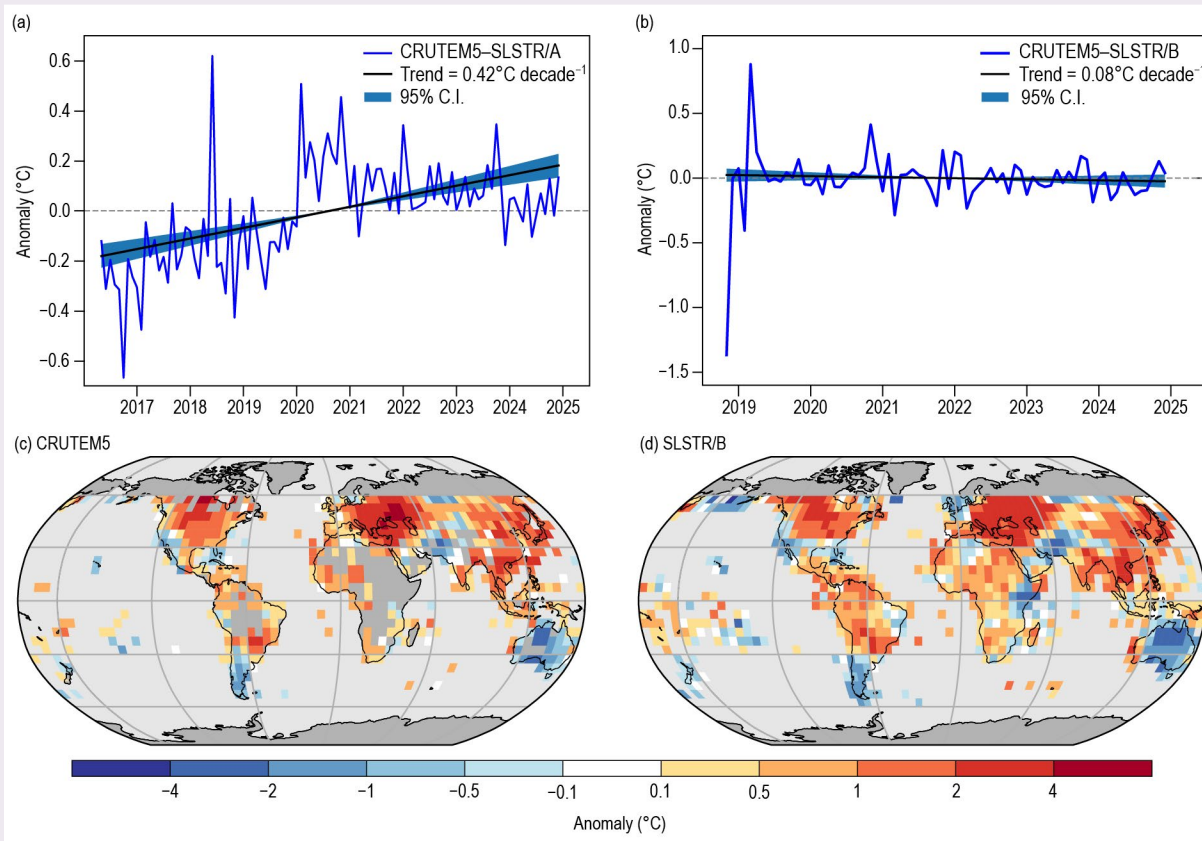 (a)
CRUTEM5–SLSTR/A
Trend = 0.42°C decade⁻¹
95% C.I.
Anomaly (°C)
0.6
0.4
0.2
0.0
−0.2
−0.4
−0.6
2017 2018 2019 2020 2021 2022 2023 2024 2025
(b)
CRUTEM5–SLSTR/B
Trend = 0.08°C decade⁻¹
95% C.I.
Anomaly (°C)
1.0
0.5
0.0
−0.5
−1.0
−1.5
2019 2020 2021 2022 2023 2024 2025
(c) CRUTEM5
(d) SLSTR/B
−4 −2 −1 −0.5 −0.1 0.1 0.5 1 2 4
Anomaly (°C)